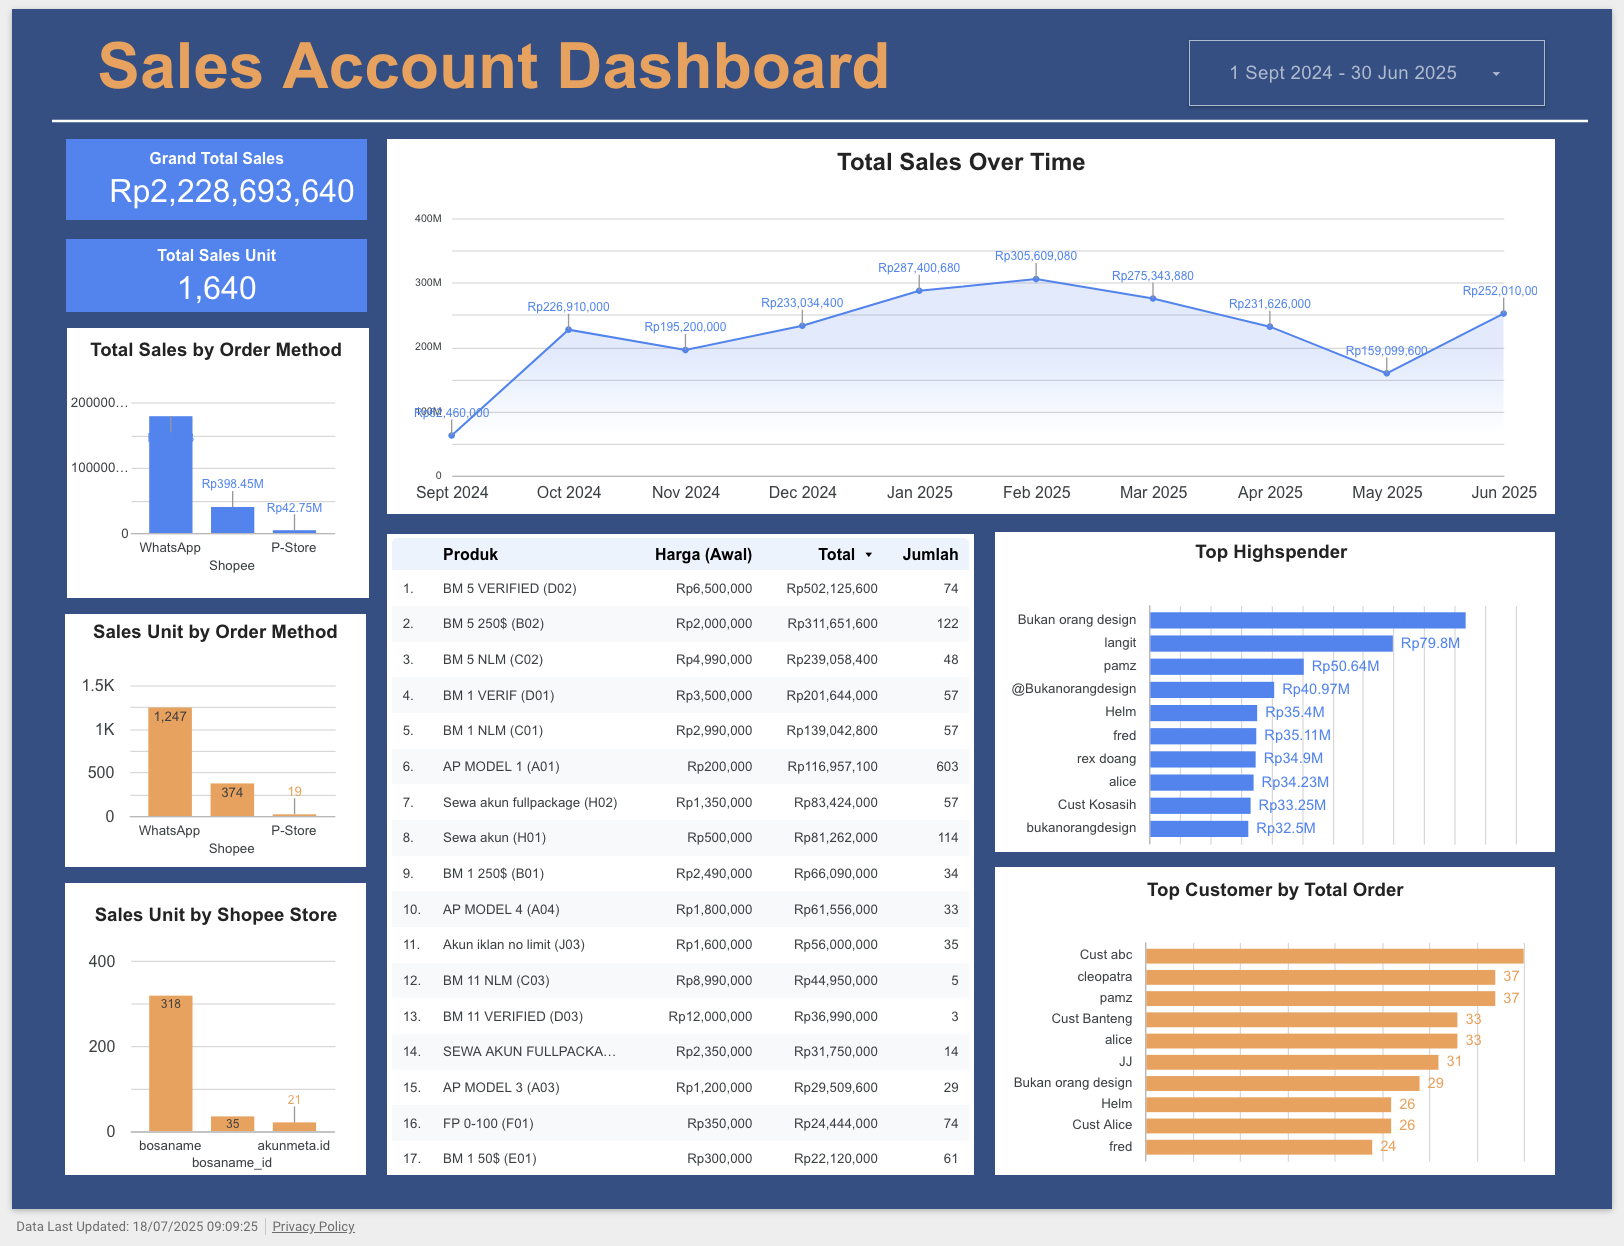 Sales Account Dashboard
1 Sept 2024 - 30 Jun 2025
Grand Total Sales
Rp2,228,693,640
Total Sales Unit
1,640
Total Sales Over Time
400M
300M
200M
100M
0
Rp62,460,000
Rp226,910,000
Rp195,200,000
Rp233,034,400
Rp287,400,680
Rp305,609,080
Rp275,343,880
Rp231,626,000
Rp159,099,600
Rp252,010,00
Sept 2024 Oct 2024 Nov 2024 Dec 2024 Jan 2025 Feb 2025 Mar 2025 Apr 2025 May 2025 Jun 2025
Total Sales by Order Method
200000...
100000...
0
Rp398.45M
Rp42.75M
WhatsApp P-Store
Shopee
Sales Unit by Order Method
1.5K
1K
500
0
1,247
374
19
WhatsApp P-Store
Shopee
Sales Unit by Shopee Store
400
200
0
318
35
21
bosaname akunmeta.id
bosaname_id
Produk Harga (Awal) Total Jumlah
1. BM 5 VERIFIED (D02) Rp6,500,000 Rp502,125,600 74
2. BM 5 250$ (B02) Rp2,000,000 Rp311,651,600 122
3. BM 5 NLM (C02) Rp4,990,000 Rp239,058,400 48
4. BM 1 VERIF (D01) Rp3,500,000 Rp201,644,000 57
5. BM 1 NLM (C01) Rp2,990,000 Rp139,042,800 57
6. AP MODEL 1 (A01) Rp200,000 Rp116,957,100 603
7. Sewa akun fullpackage (H02) Rp1,350,000 Rp83,424,000 57
8. Sewa akun (H01) Rp500,000 Rp81,262,000 114
9. BM 1 250$ (B01) Rp2,490,000 Rp66,090,000 34
10. AP MODEL 4 (A04) Rp1,800,000 Rp61,556,000 33
11. Akun iklan no limit (J03) Rp1,600,000 Rp56,000,000 35
12. BM 11 NLM (C03) Rp8,990,000 Rp44,950,000 5
13. BM 11 VERIFIED (D03) Rp12,000,000 Rp36,990,000 3
14. SEWA AKUN FULLPACKA... Rp2,350,000 Rp31,750,000 14
15. AP MODEL 3 (A03) Rp1,200,000 Rp29,509,600 29
16. FP 0-100 (F01) Rp350,000 Rp24,444,000 74
17. BM 1 50$ (E01) Rp300,000 Rp22,120,000 61
Top Highspender
Bukan orang design
langit Rp79.8M
pamz Rp50.64M
@Bukanorangdesign Rp40.97M
Helm Rp35.4M
fred Rp35.11M
rex doang Rp34.9M
alice Rp34.23M
Cust Kosasih Rp33.25M
bukanorangdesign Rp32.5M
Top Customer by Total Order
Cust abc
cleopatra 37
pamz 37
Cust Banteng 33
alice 33
JJ 31
Bukan orang design 29
Helm 26
Cust Alice 26
fred 24
Data Last Updated: 18/07/2025 09:09:25 Privacy Policy